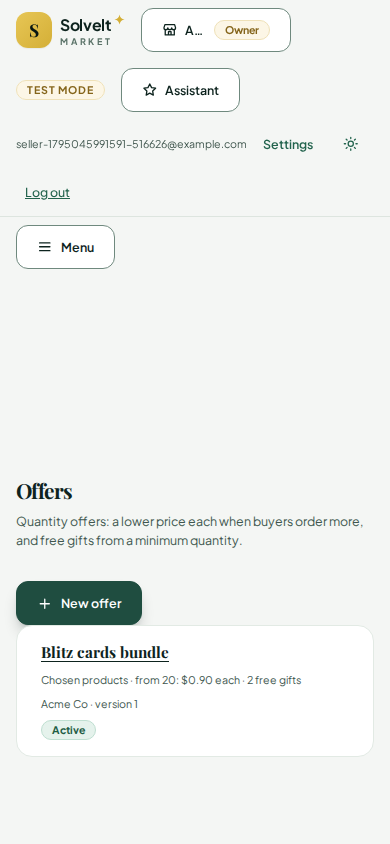 S
Solvelt
MARKET
A...
Owner
TEST MODE
Assistant
seller-1795045991591-516626@example.com
Settings
Log out
Menu
Offers
Quantity offers: a lower price each when buyers order more,
and free gifts from a minimum quantity.
New offer
Blitz cards bundle
Chosen products · from 20: $0.90 each · 2 free gifts
Acme Co · version 1
Active